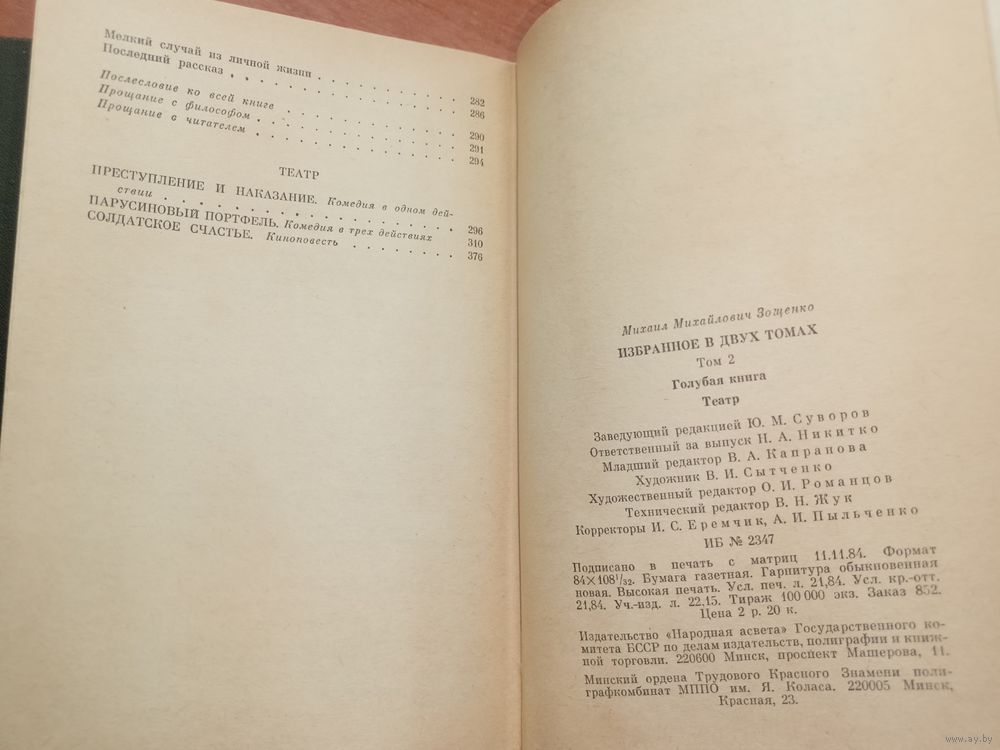 Мелкий случай из личной жизни . . . . . . . . 282
Последний рассказ . . . . . . . . . . . . 286
Послесловие ко всей книге . . . . . . . . . 290
Прощание с философом . . . . . . . . . . . 291
Прощание с читателем . . . . . . . . . . . 294
ТЕАТР
ПРЕСТУПЛЕНИЕ И НАКАЗАНИЕ. Комедия в одном дей-
ствии . . . . . . . . . . . . . . . . 296
ПАРУСИНОВЫЙ ПОРТФЕЛЬ. Комедия в трех действиях 310
СОЛДАТСКОЕ СЧАСТЬЕ. Киноповесть . . . . . . . 376
Михаил Михайлович Зощенко
ИЗБРАННОЕ В ДВУХ ТОМАХ
Том 2
Голубая книга
Театр
Заведующий редакцией Ю. М. Суворов
Ответственный за выпуск Н. А. Никитко
Младший редактор В. А. Капранова
Художник В. И. Сытченко
Художественный редактор О. И. Романцов
Технический редактор В. Н. Жук
Корректоры И. С. Еремчик, А. И. Пыльченко
ИБ № 2347
Подписано в печать с матриц 11.11.84. Формат
84×108¹/₃₂. Бумага газетная. Гарнитура обыкновенная
новая. Высокая печать. Усл. печ. л. 21,84. Усл. кр.-отт.
21,84. Уч.-изд. л. 22,15. Тираж 100 000 экз. Заказ 852.
Цена 2 р. 20 к.
Издательство «Народная асвета» Государственного ко-
митета БССР по делам издательств, полиграфии и книж-
ной торговли. 220600 Минск, проспект Машерова, 11.
Минский ордена Трудового Красного Знамени поли-
графкомбинат МППО им. Я. Коласа. 220005 Минск,
Красная, 23.
www.ay.by